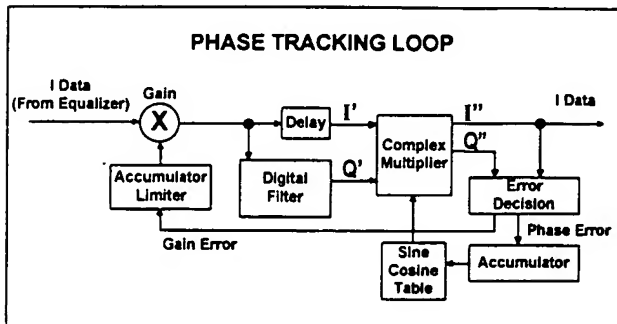 PHASE TRACKING LOOP
I Data
(From Equalizer)
Gain
X
Delay
I'
Complex
Multiplier
I"
Q"
I Data
Accumulator
Limiter
Digital
Filter
Q'
Error
Decision
Gain Error
Phase Error
Sine
Cosine
Table
Accumulator